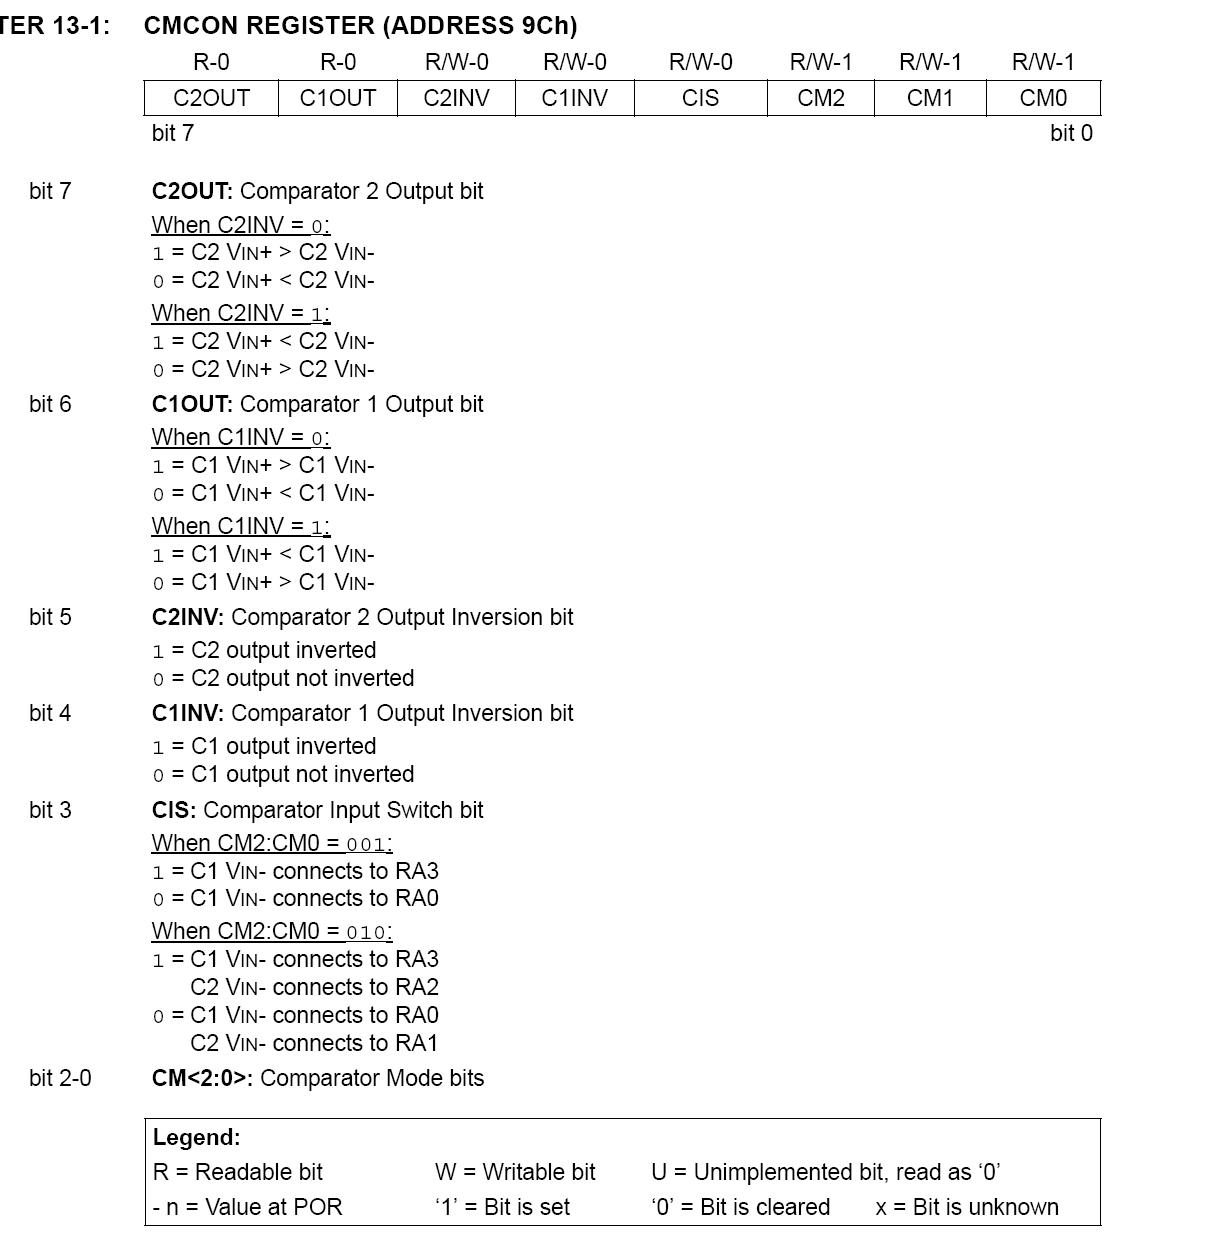 TER 13-1: CMCON REGISTER (ADDRESS 9Ch)
R-0 R-0 R/W-0 R/W-0 R/W-0 R/W-1 R/W-1 R/W-1
C2OUT C1OUT C2INV C1INV CIS CM2 CM1 CM0
bit 7 bit 0
bit 7 C2OUT: Comparator 2 Output bit
When C2INV = 0:
1 = C2 VIN+ > C2 VIN-
0 = C2 VIN+ < C2 VIN-
When C2INV = 1:
1 = C2 VIN+ < C2 VIN-
0 = C2 VIN+ > C2 VIN-
bit 6 C1OUT: Comparator 1 Output bit
When C1INV = 0:
1 = C1 VIN+ > C1 VIN-
0 = C1 VIN+ < C1 VIN-
When C1INV = 1:
1 = C1 VIN+ < C1 VIN-
0 = C1 VIN+ > C1 VIN-
bit 5 C2INV: Comparator 2 Output Inversion bit
1 = C2 output inverted
0 = C2 output not inverted
bit 4 C1INV: Comparator 1 Output Inversion bit
1 = C1 output inverted
0 = C1 output not inverted
bit 3 CIS: Comparator Input Switch bit
When CM2:CM0 = 001:
1 = C1 VIN- connects to RA3
0 = C1 VIN- connects to RA0
When CM2:CM0 = 010:
1 = C1 VIN- connects to RA3
C2 VIN- connects to RA2
0 = C1 VIN- connects to RA0
C2 VIN- connects to RA1
bit 2-0 CM<2:0>: Comparator Mode bits
Legend:
R = Readable bit W = Writable bit U = Unimplemented bit, read as ‘0’
- n = Value at POR ‘1’ = Bit is set ‘0’ = Bit is cleared x = Bit is unknown